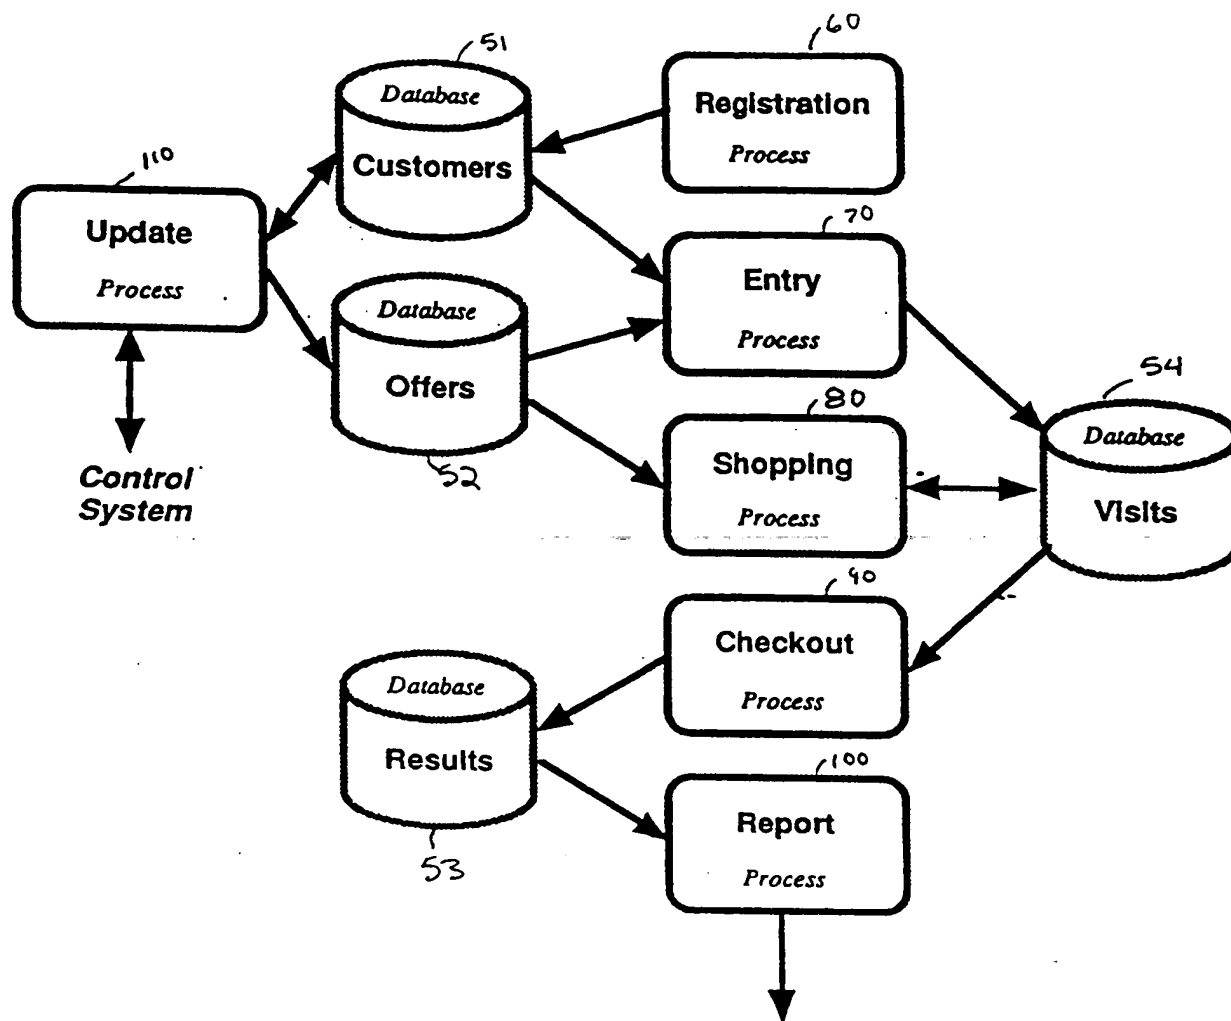 51
Database
Customers
60
Registration
Process
110
Update
Process
70
Entry
Process
Database
Offers
52
Control
System
80
Shopping
Process
54
Database
Visits
90
Checkout
Process
Database
Results
53
100
Report
Process